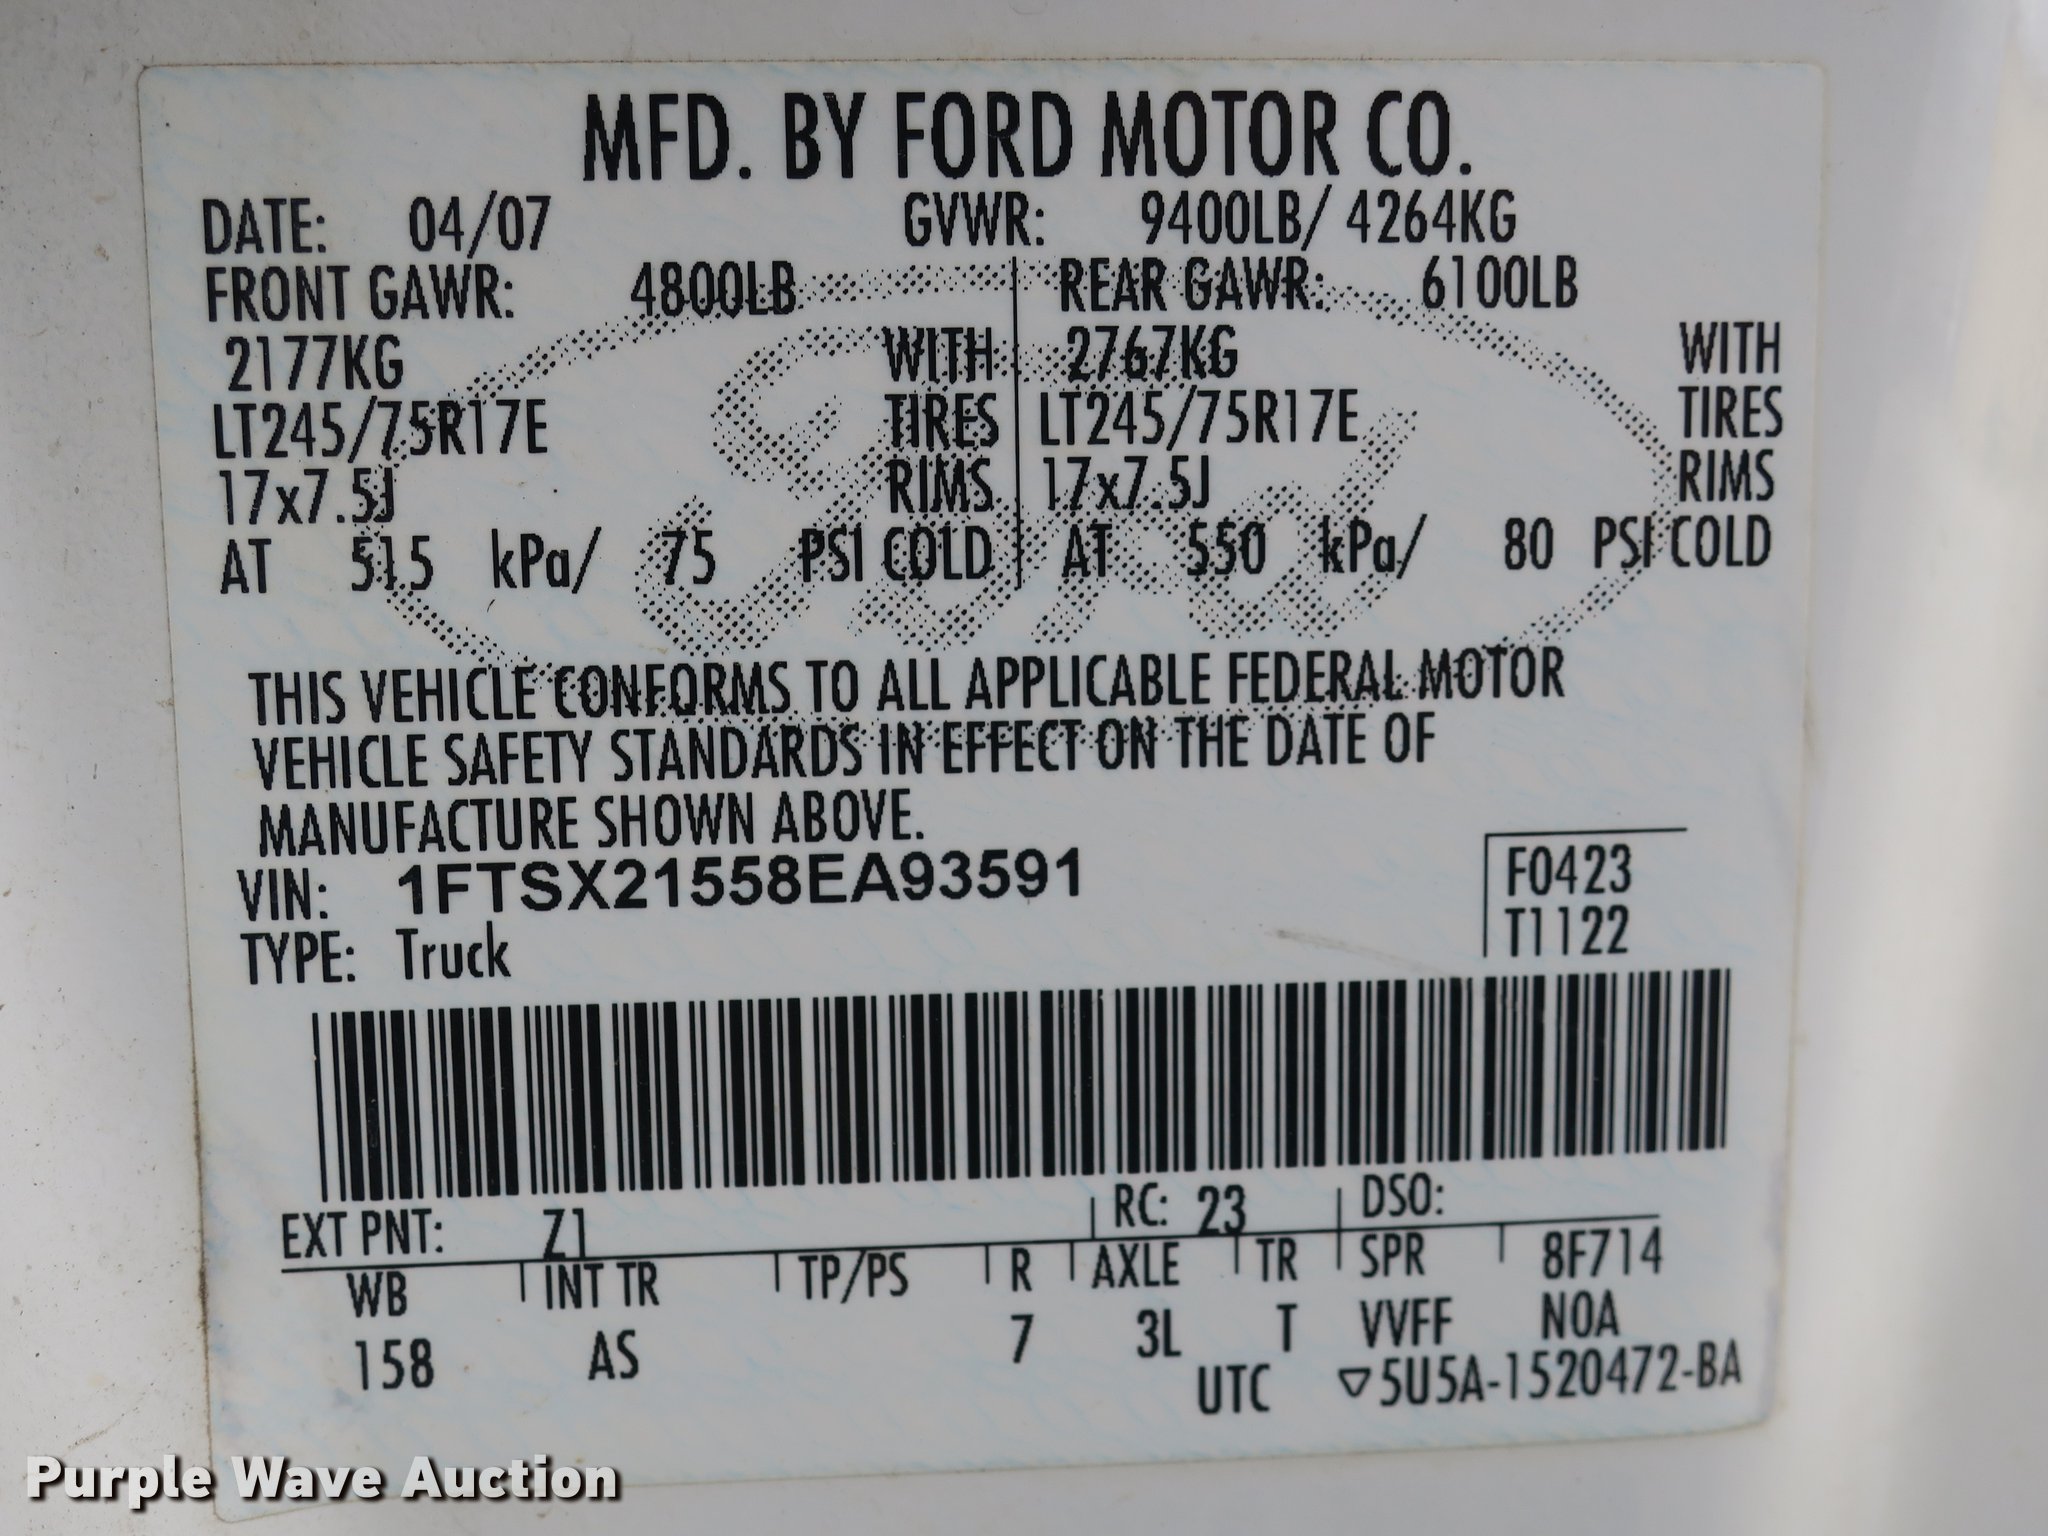 MFD. BY FORD MOTOR CO.
DATE: 04/07 GVWR: 9400LB/ 4264KG
FRONT GAWR: 4800LB REAR GAWR: 6100LB
2177KG WITH 2767KG WITH
LT245/75R17E TIRES LT245/75R17E TIRES
17x7.5J RIMS 17x7.5J RIMS
AT 515 kPa/ 75 PSI COLD AT 550 kPa/ 80 PSI COLD
Ford
THIS VEHICLE CONFORMS TO ALL APPLICABLE FEDERAL MOTOR
VEHICLE SAFETY STANDARDS IN EFFECT ON THE DATE OF
MANUFACTURE SHOWN ABOVE.
VIN: 1FTSX21558EA93591 F0423
TYPE: Truck T1122
EXT PNT: Z1 RC: 23 DSO:
WB INT TR TP/PS R AXLE TR SPR 8F714
158 AS 7 3L T VVFF NOA
UTC ▽5U5A-1520472-BA
Purple Wave Auction